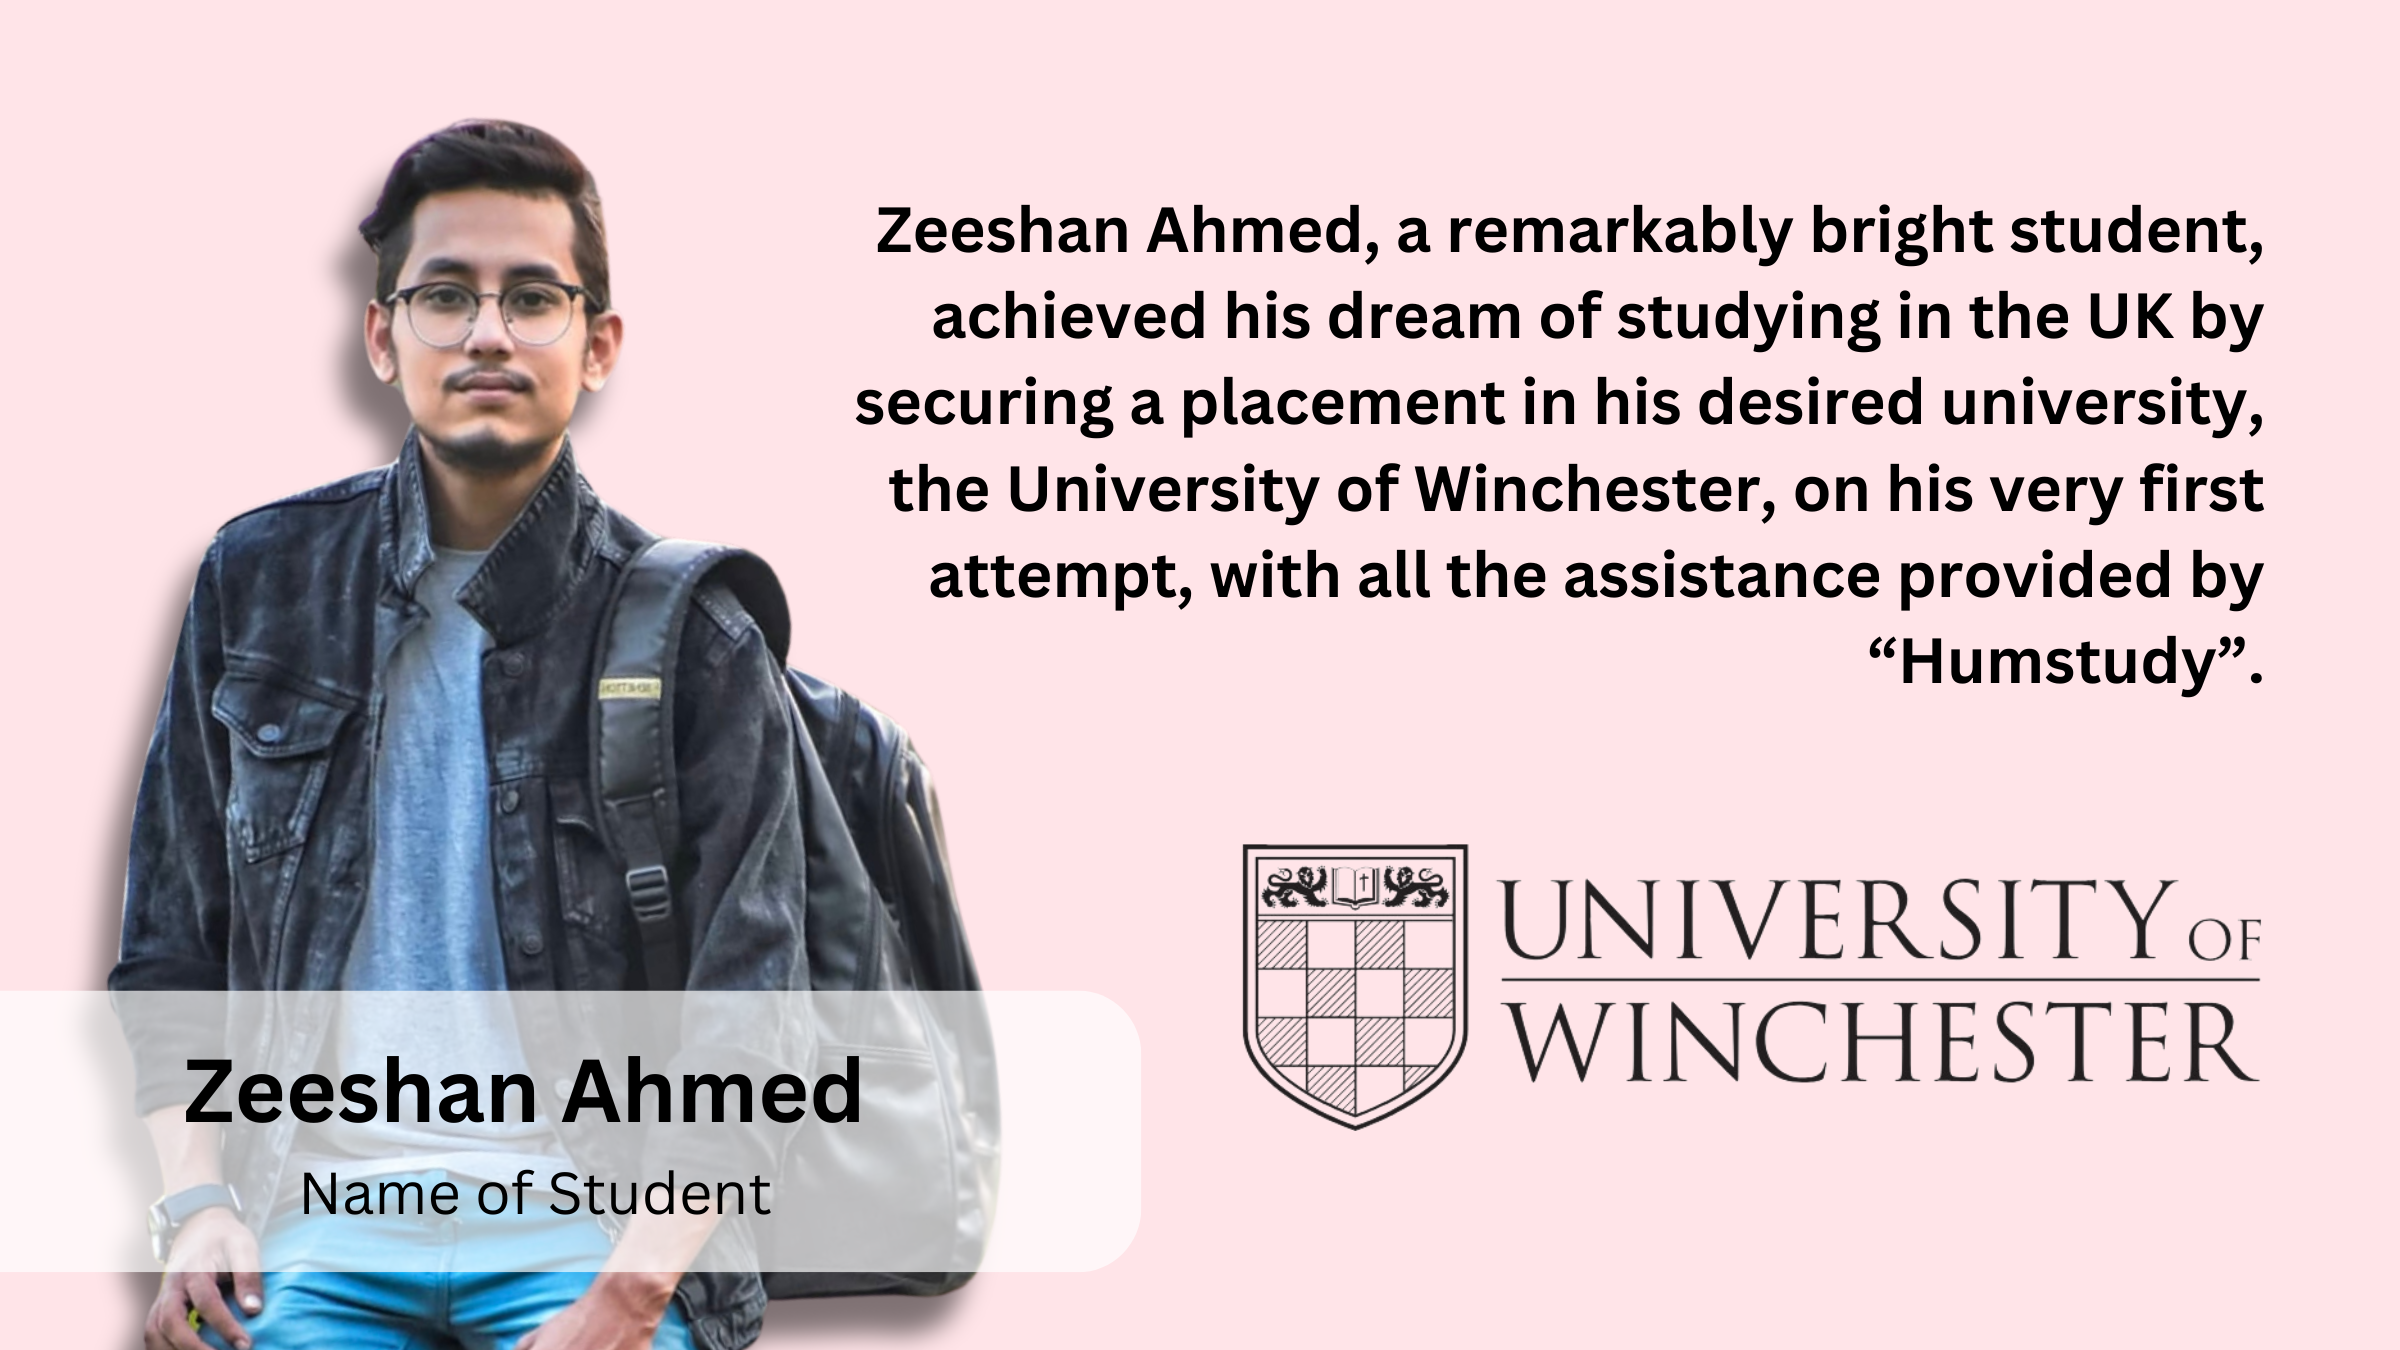 Zeeshan Ahmed, a remarkably bright student,
achieved his dream of studying in the UK by
securing a placement in his desired university,
the University of Winchester, on his very first
attempt, with all the assistance provided by
“Humstudy”.
UNIVERSITY OF
WINCHESTER
Zeeshan Ahmed
Name of Student